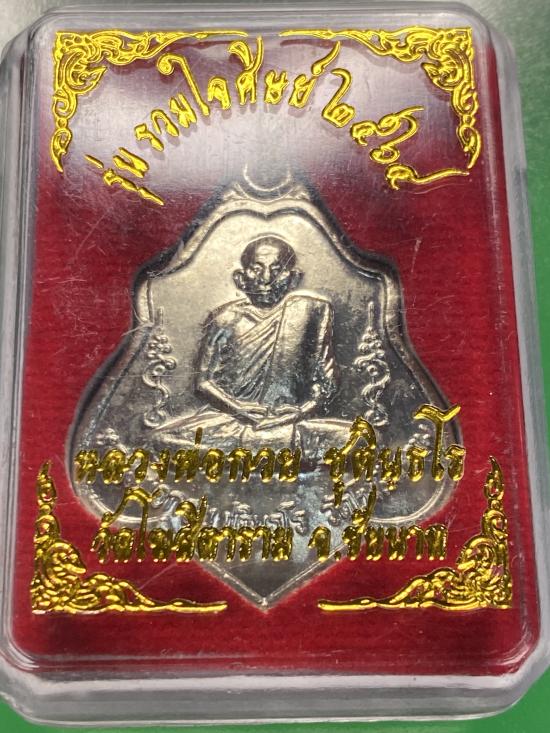 รุ่น รวมใจศิษย์ ๒๕๖๔
หลวงพ่อกวย ชุตินฺธโร
วัดโฆสิตาราม จ.ชัยนาท